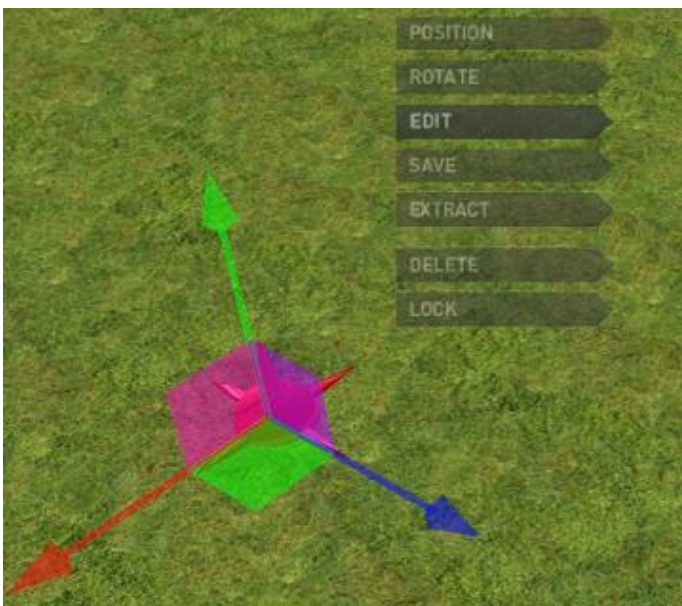 POSITION
ROTATE
EDIT
SAVE
EXTRACT
DELETE
LOCK